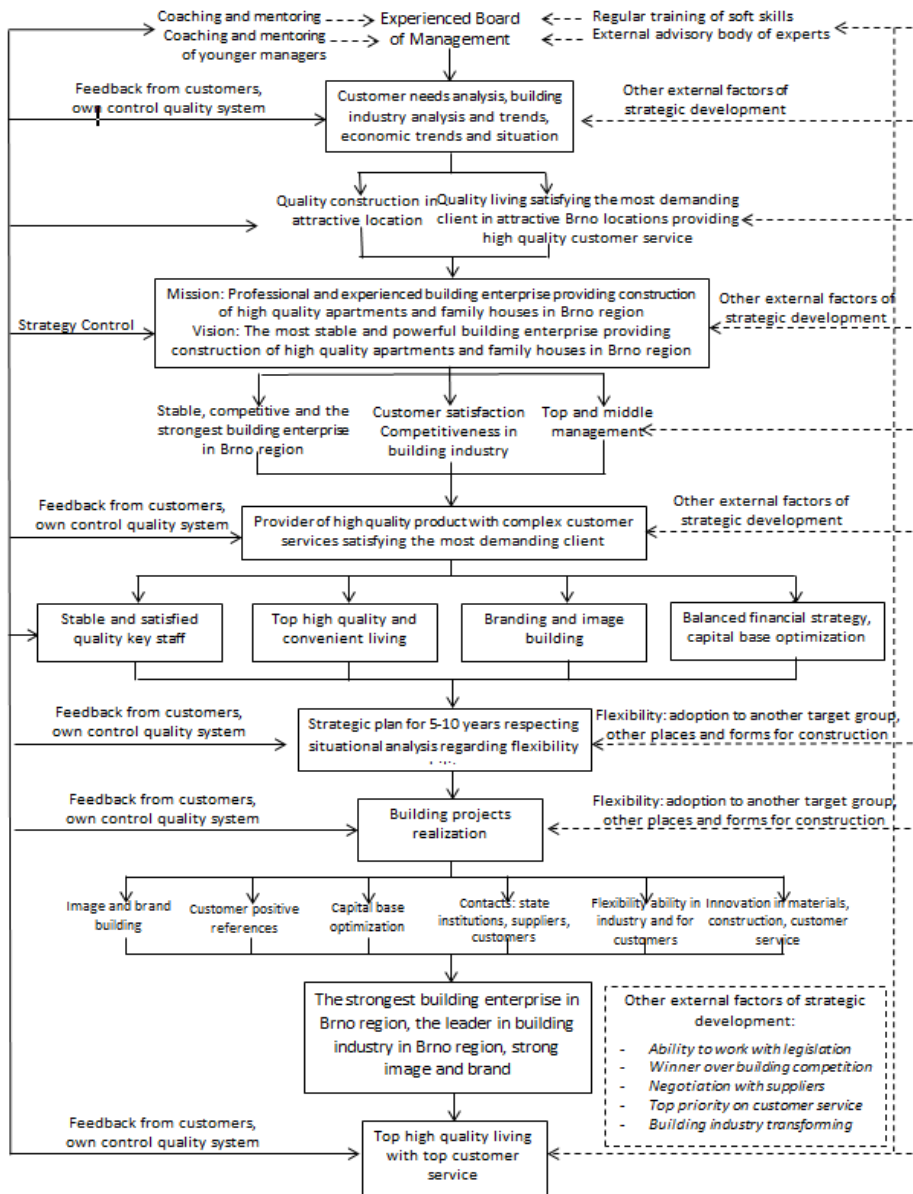 Coaching and mentoring
Coaching and mentoring
of younger managers
Experienced Board
of Management
Regular training of soft skills
External advisory body of experts
Feedback from customers,
own control quality system
Customer needs analysis, building
industry analysis and trends,
economic trends and situation
Other external factors of
strategic development
Quality construction in
attractive location
Quality living satisfying the most demanding
client in attractive Brno locations providing
high quality customer service
Strategy Control
Mission: Professional and experienced building enterprise providing construction
of high quality apartments and family houses in Brno region
Vision: The most stable and powerful building enterprise providing
construction of high quality apartments and family houses in Brno region
Other external factors of
strategic development
Stable, competitive and the
strongest building enterprise
in Brno region
Customer satisfaction
Competitiveness in
building industry
Top and middle
management
Feedback from customers,
own control quality system
Provider of high quality product with complex customer
services satisfying the most demanding client
Other external factors of
strategic development
Stable and satisfied
quality key staff
Top high quality and
convenient living
Branding and image
building
Balanced financial strategy,
capital base optimization
Feedback from customers,
own control quality system
Strategic plan for 5-10 years respecting
situational analysis regarding flexibility
Flexibility: adoption to another target group,
other places and forms for construction
Feedback from customers,
own control quality system
Building projects
realization
Flexibility: adoption to another target group,
other places and forms for construction
Image and brand
building
Customer positive
references
Capital base
optimization
Contacts: state
institutions, suppliers,
customers
Flexibility ability in
industry and for
customers
Innovation in materials,
construction, customer
service
The strongest building enterprise in
Brno region, the leader in building
industry in Brno region, strong
image and brand
Other external factors of strategic
development:
- Ability to work with legislation
- Winner over building competition
- Negotiation with suppliers
- Top priority on customer service
- Building industry transforming
Feedback from customers,
own control quality system
Top high quality living
with top customer
service